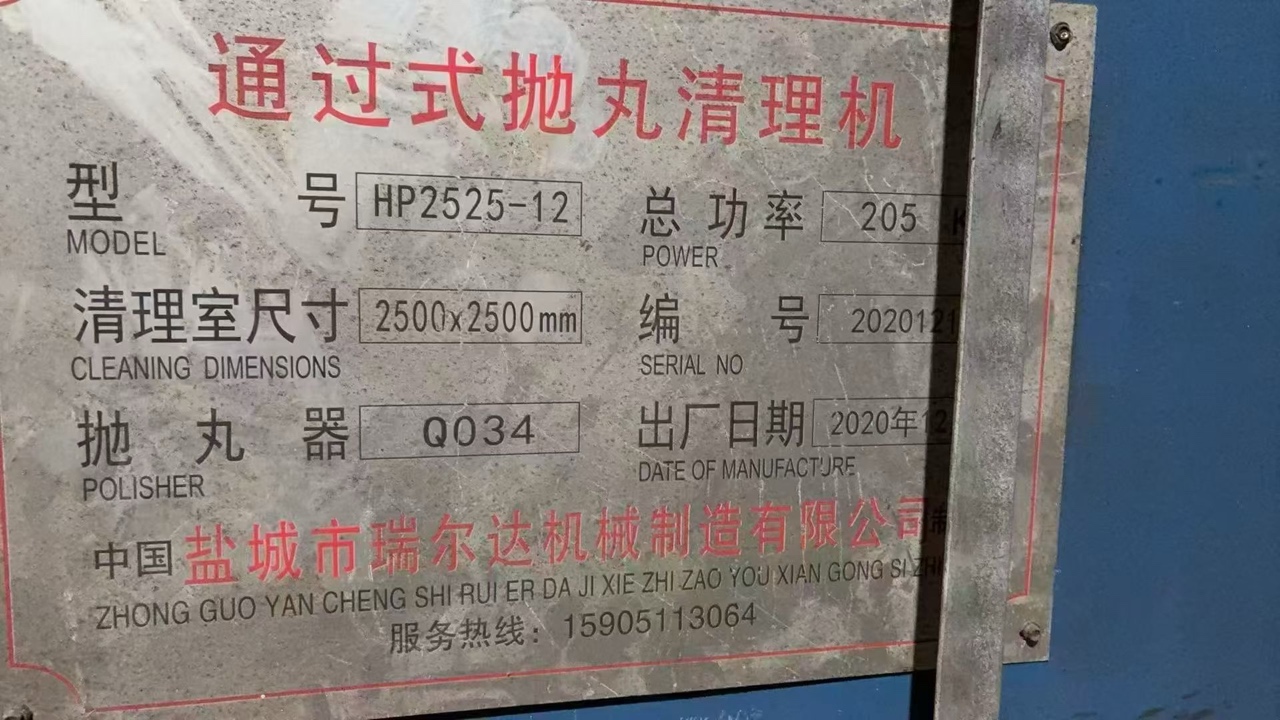 通过式抛丸清理机
型号 HP2525-12 总功率 205
MODEL POWER
清理室尺寸 2500x2500mm 编号 2020121
CLEANING DIMENSIONS SERIAL NO
抛丸器 Q034 出厂日期 2020年12
POLISHER DATE OF MANUFACTURE
中国盐城市瑞尔达机械制造有限公司制
ZHONG GUO YAN CHENG SHI RUI ER DA JI XIE ZHI ZAO YOU XIAN GONG SI ZHI
服务热线：15905113064